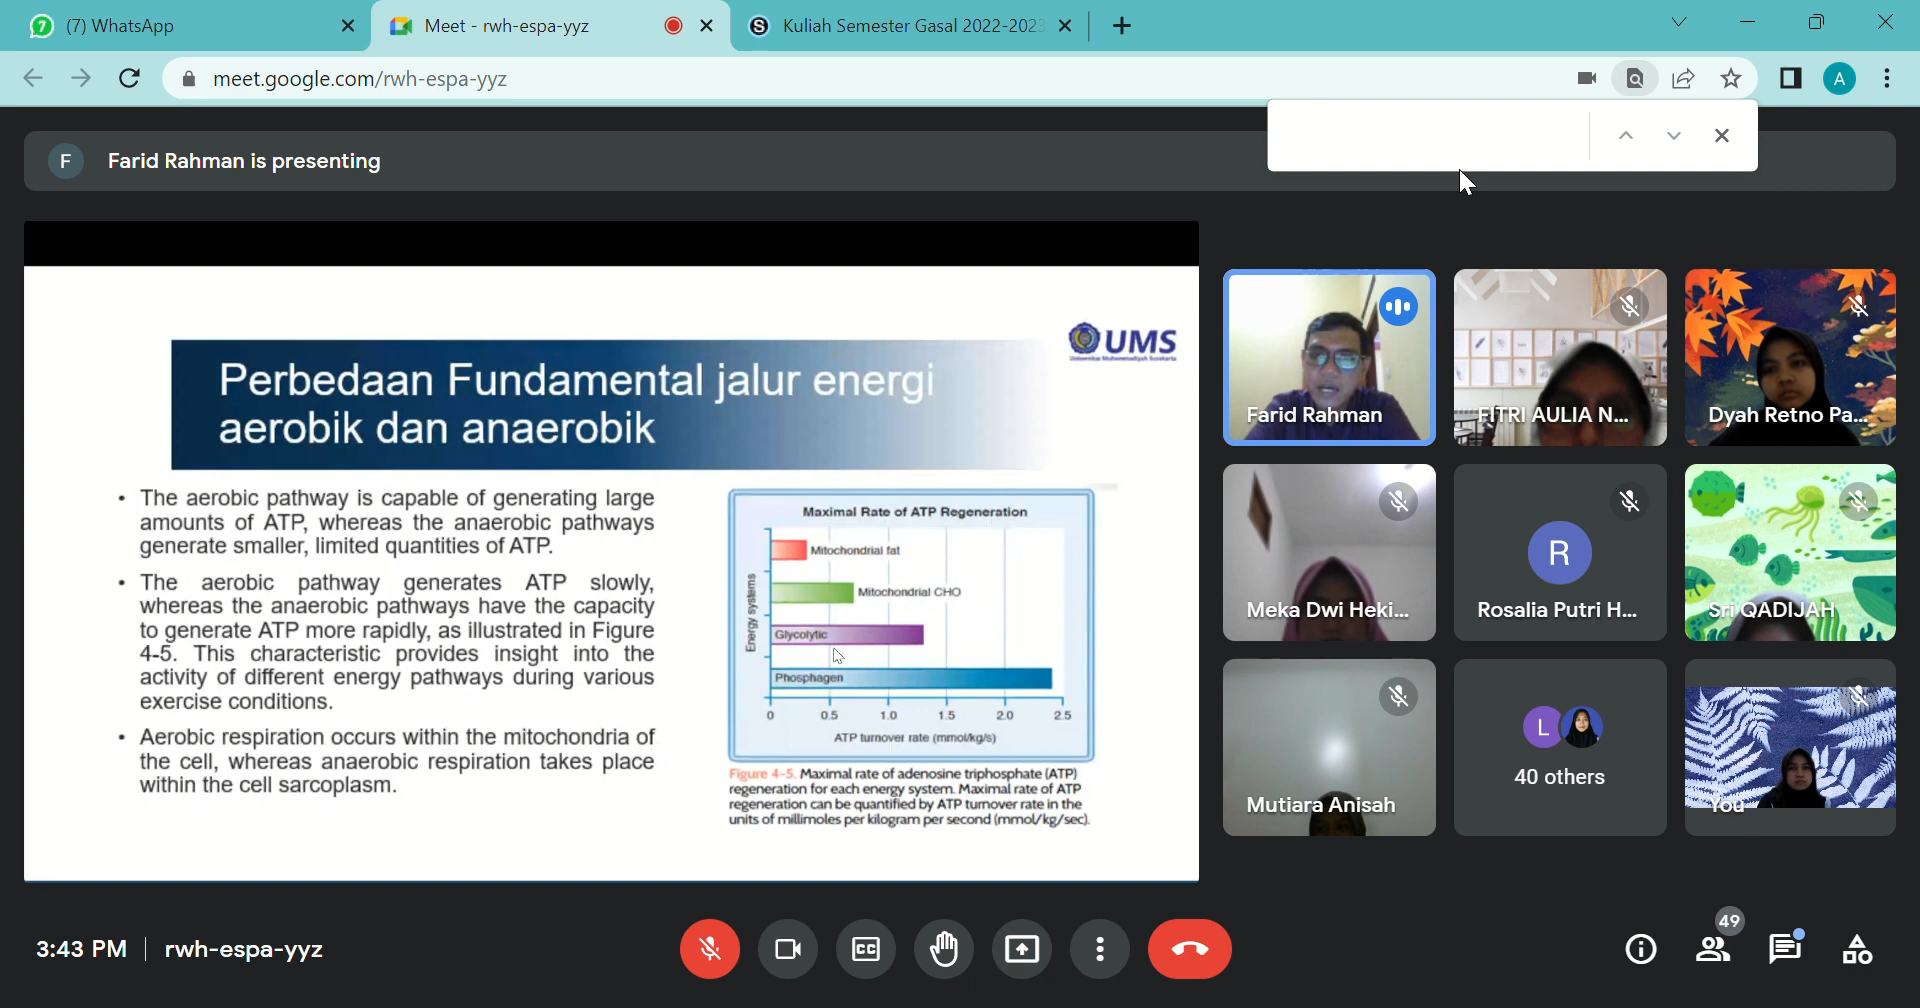 (7) WhatsApp
Meet - rwh-espa-yyz
Kuliah Semester Gasal 2022-2023
meet.google.com/rwh-espa-yyz
A
F
Farid Rahman is presenting
UMS
Universitas Muhammadiyah Surakarta
Perbedaan Fundamental jalur energi
aerobik dan anaerobik
• The aerobic pathway is capable of generating large
amounts of ATP, whereas the anaerobic pathways
generate smaller, limited quantities of ATP.
• The aerobic pathway generates ATP slowly,
whereas the anaerobic pathways have the capacity
to generate ATP more rapidly, as illustrated in Figure
4-5. This characteristic provides insight into the
activity of different energy pathways during various
exercise conditions.
• Aerobic respiration occurs within the mitochondria of
the cell, whereas anaerobic respiration takes place
within the cell sarcoplasm.
Maximal Rate of ATP Regeneration
Energy systems
Mitochondrial fat
Mitochondrial CHO
Glycolytic
Phosphagen
0 0.5 1.0 1.5 2.0 2.5
ATP turnover rate (mmol/kg/s)
Figure 4-5. Maximal rate of adenosine triphosphate (ATP)
regeneration for each energy system. Maximal rate of ATP
regeneration can be quantified by ATP turnover rate in the
units of millimoles per kilogram per second (mmol/kg/sec).
Farid Rahman
FITRI AULIA N...
Dyah Retno Pa...
Meka Dwi Heki...
R
Rosalia Putri H...
Sri QADIJAH
Mutiara Anisah
L
40 others
You
3:43 PM | rwh-espa-yyz
CC
49